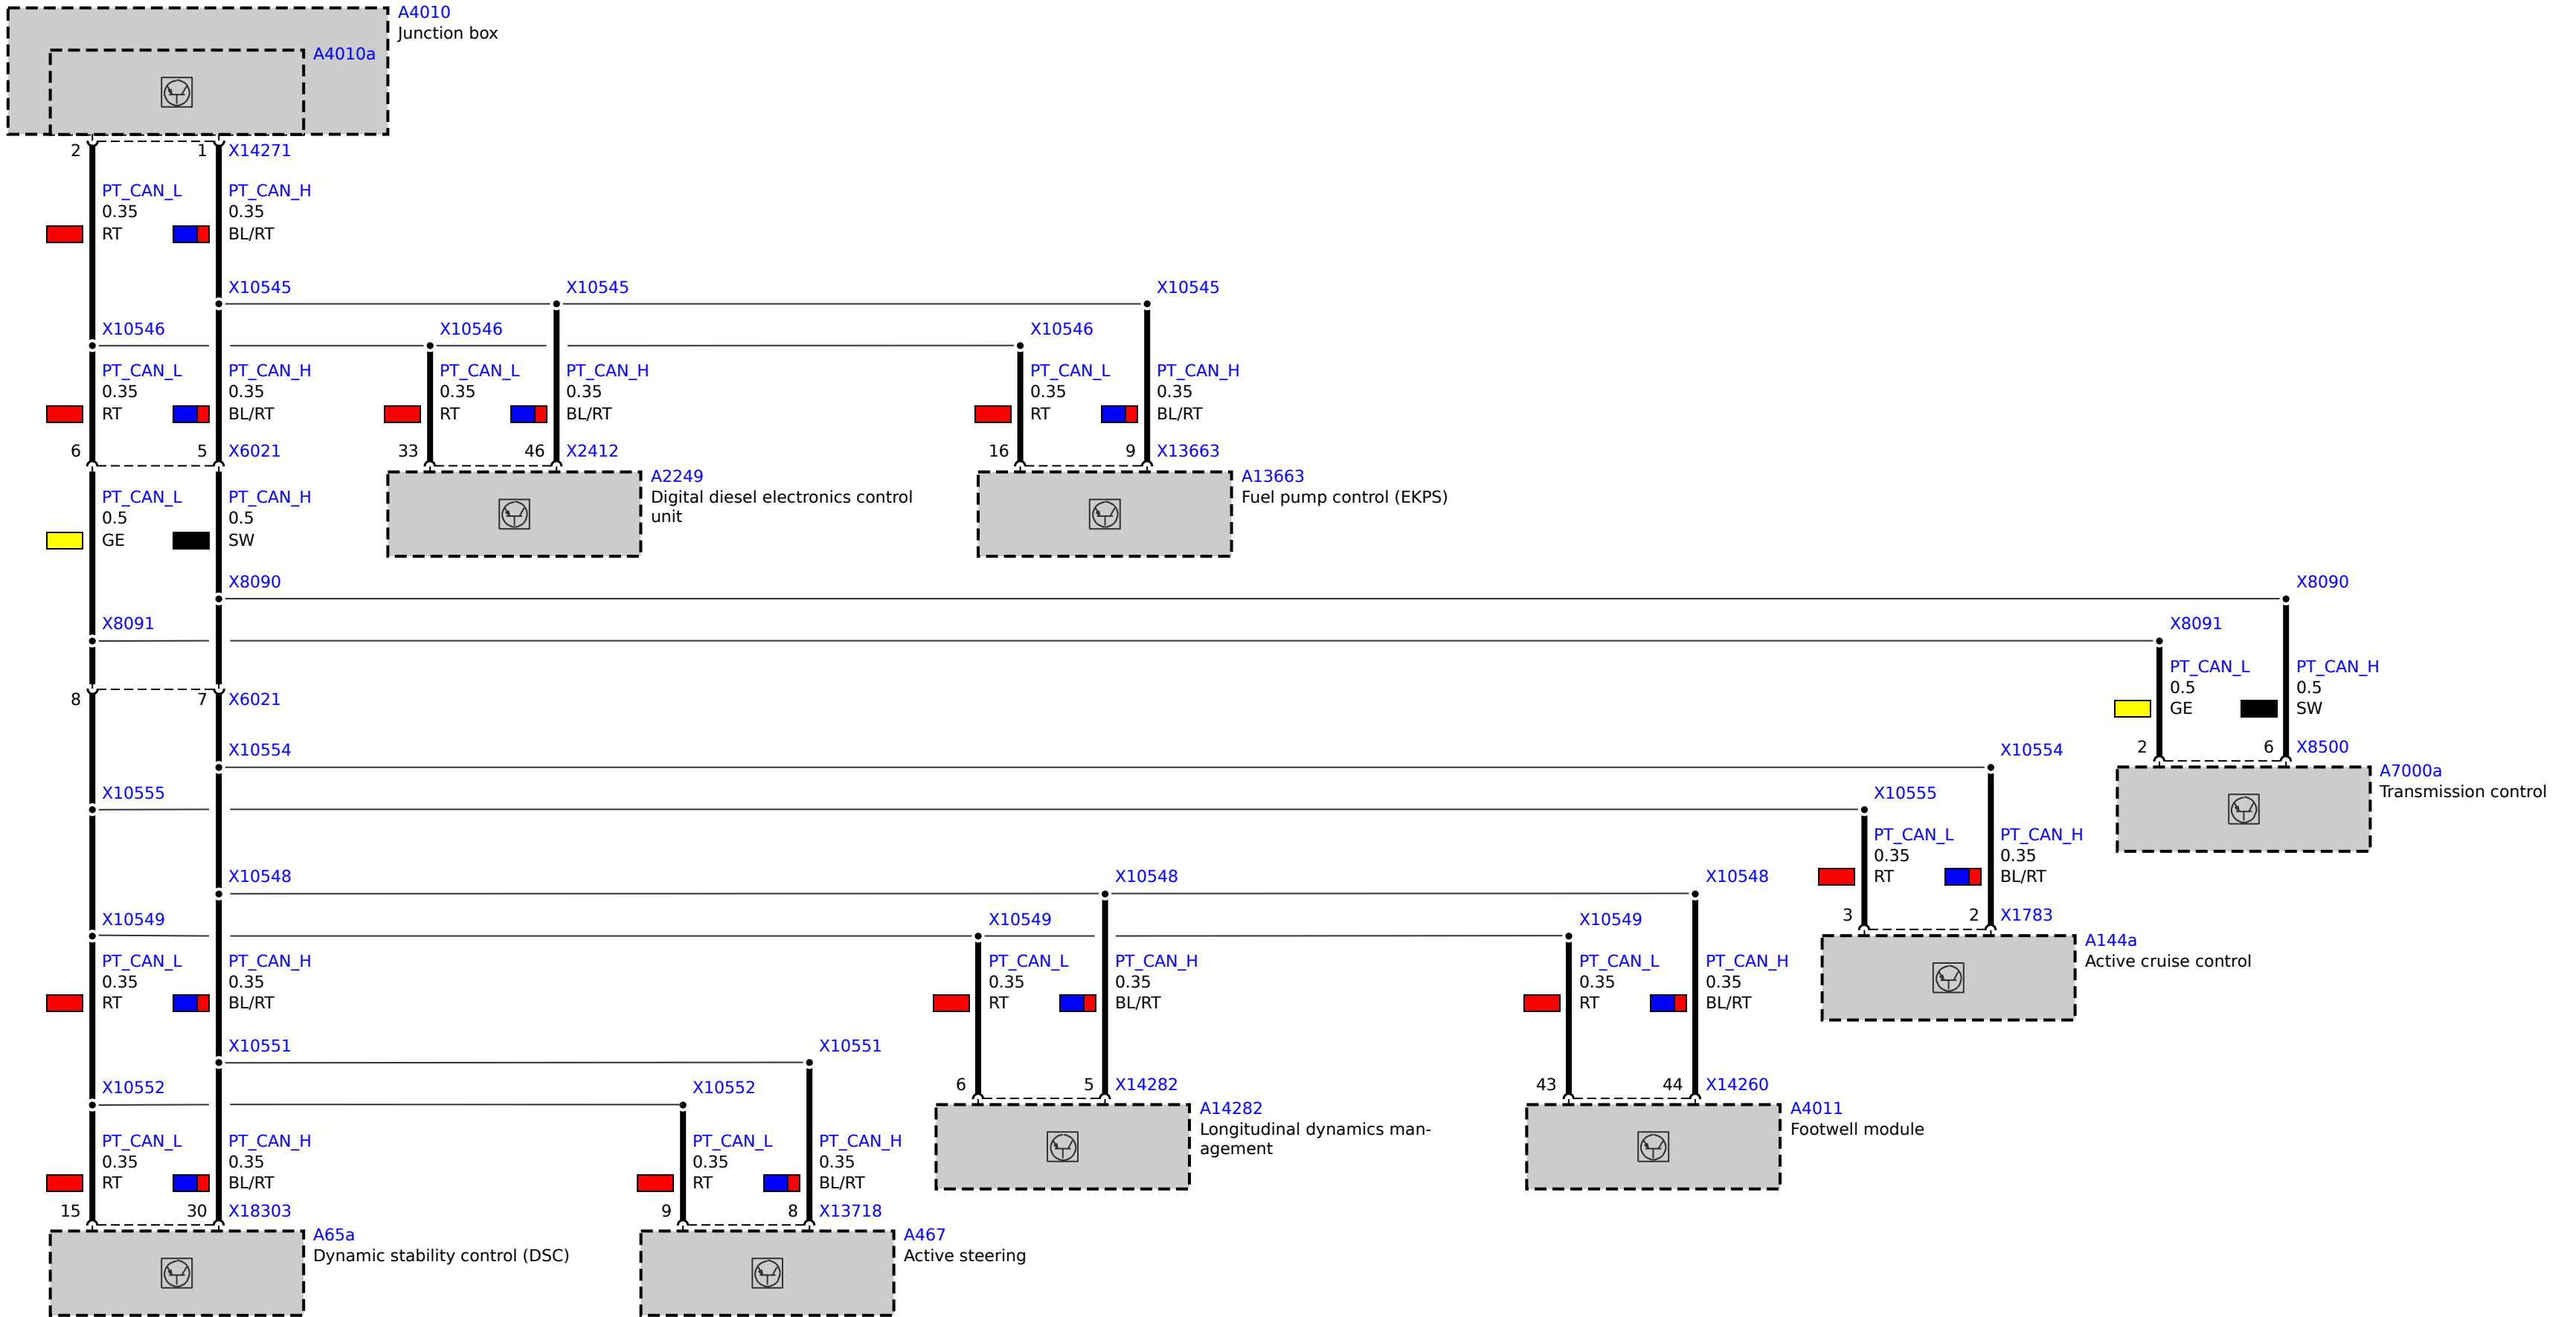 A4010
Junction box
A4010a
2 1 X14271
PT_CAN_L PT_CAN_H
0.35 0.35
RT BL/RT
X10545 X10545 X10545
X10546 X10546 X10546
PT_CAN_L PT_CAN_H PT_CAN_L PT_CAN_H PT_CAN_L PT_CAN_H
0.35 0.35 0.35 0.35 0.35 0.35
RT BL/RT RT BL/RT RT BL/RT
6 5 X6021 33 46 X2412 16 9 X13663
A2249
Digital diesel electronics control
unit
A13663
Fuel pump control (EKPS)
PT_CAN_L PT_CAN_H
0.5 0.5
GE SW
X8090 X8090
X8091 X8091
PT_CAN_L PT_CAN_H
0.5 0.5
GE SW
8 7 X6021
2 6 X8500
A7000a
Transmission control
X10554 X10554
X10555 X10555
PT_CAN_L PT_CAN_H
0.35 0.35
RT BL/RT
3 2 X1783
A144a
Active cruise control
X10548 X10548 X10548
X10549 X10549 X10549
PT_CAN_L PT_CAN_H PT_CAN_L PT_CAN_H PT_CAN_L PT_CAN_H
0.35 0.35 0.35 0.35 0.35 0.35
RT BL/RT RT BL/RT RT BL/RT
6 5 X14282 43 44 X14260
A14282
Longitudinal dynamics man-
agement
A4011
Footwell module
X10551 X10551
X10552 X10552
PT_CAN_L PT_CAN_H PT_CAN_L PT_CAN_H
0.35 0.35 0.35 0.35
RT BL/RT RT BL/RT
15 30 X18303 9 8 X13718
A65a
Dynamic stability control (DSC)
A467
Active steering